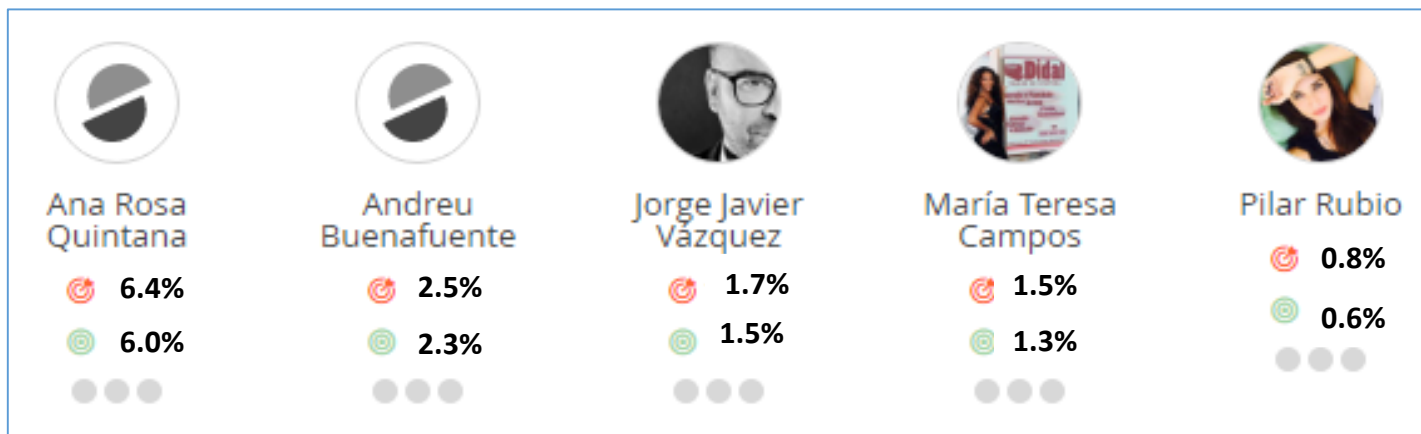 Didal
Ana Rosa
Quintana
6.4%
6.0%
Andreu
Buenafuente
2.5%
2.3%
Jorge Javier
Vázquez
1.7%
1.5%
María Teresa
Campos
1.5%
1.3%
Pilar Rubio
0.8%
0.6%